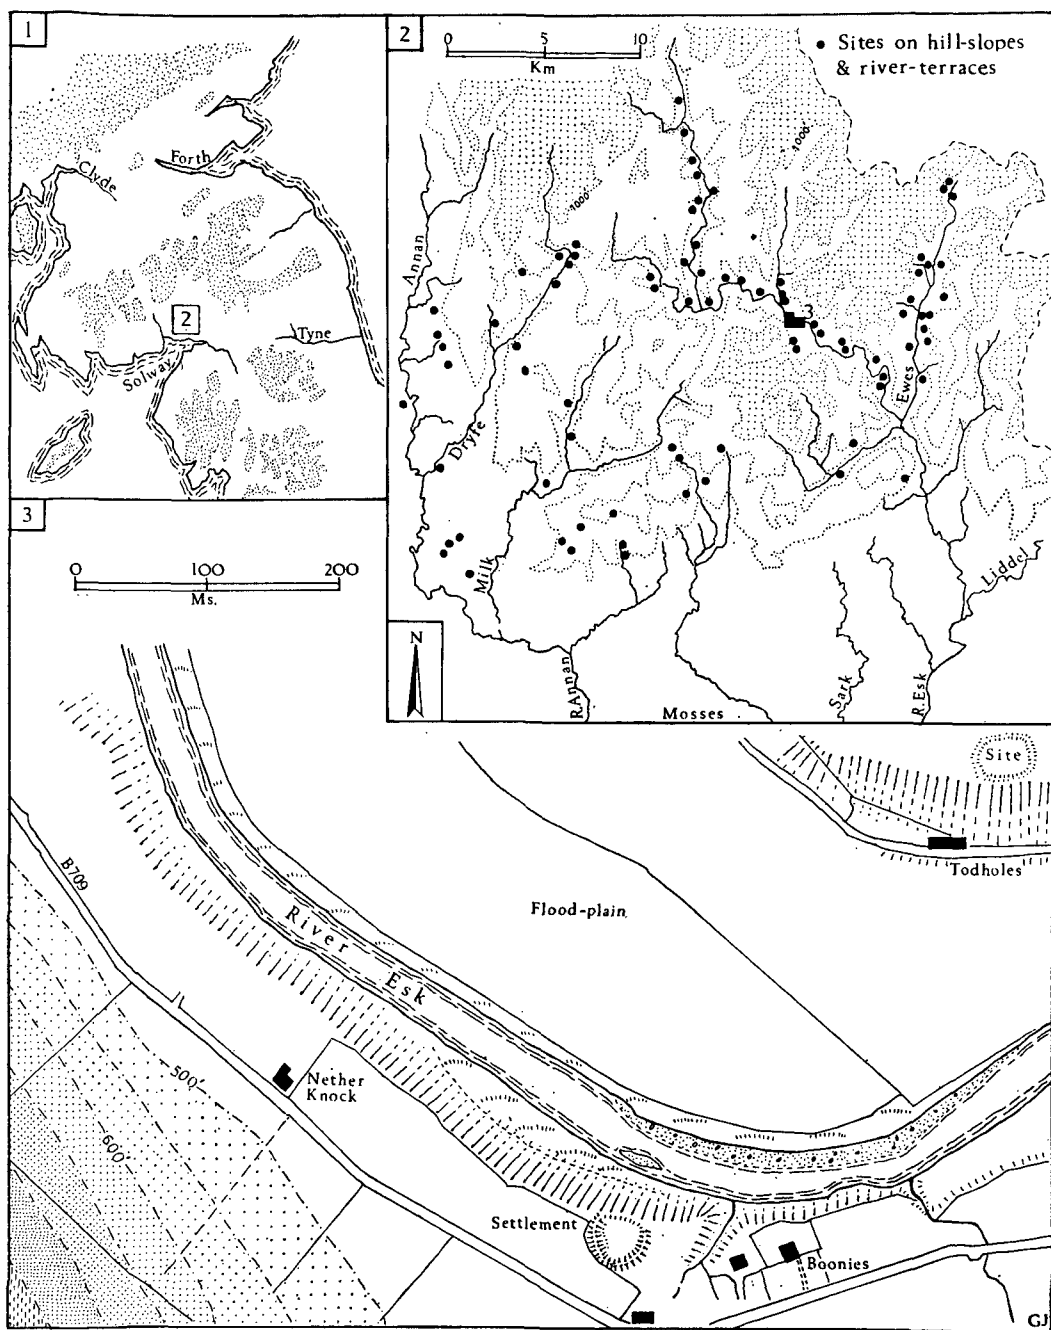 1
Clyde
Forth
2
Solway
Tyne
2
0 5 10
Km
Sites on hill-slopes
& river-terraces
1000'
1000'
Annan
3
Dryfe
Ewes
Milk
Liddel
R.Annan
Mosses
Sark
R.Esk
N
3
0 100 200
Ms.
Site
Todholes
B709
Flood-plain
River Esk
Nether
Knock
500'
600'
Settlement
Boonies
GJ